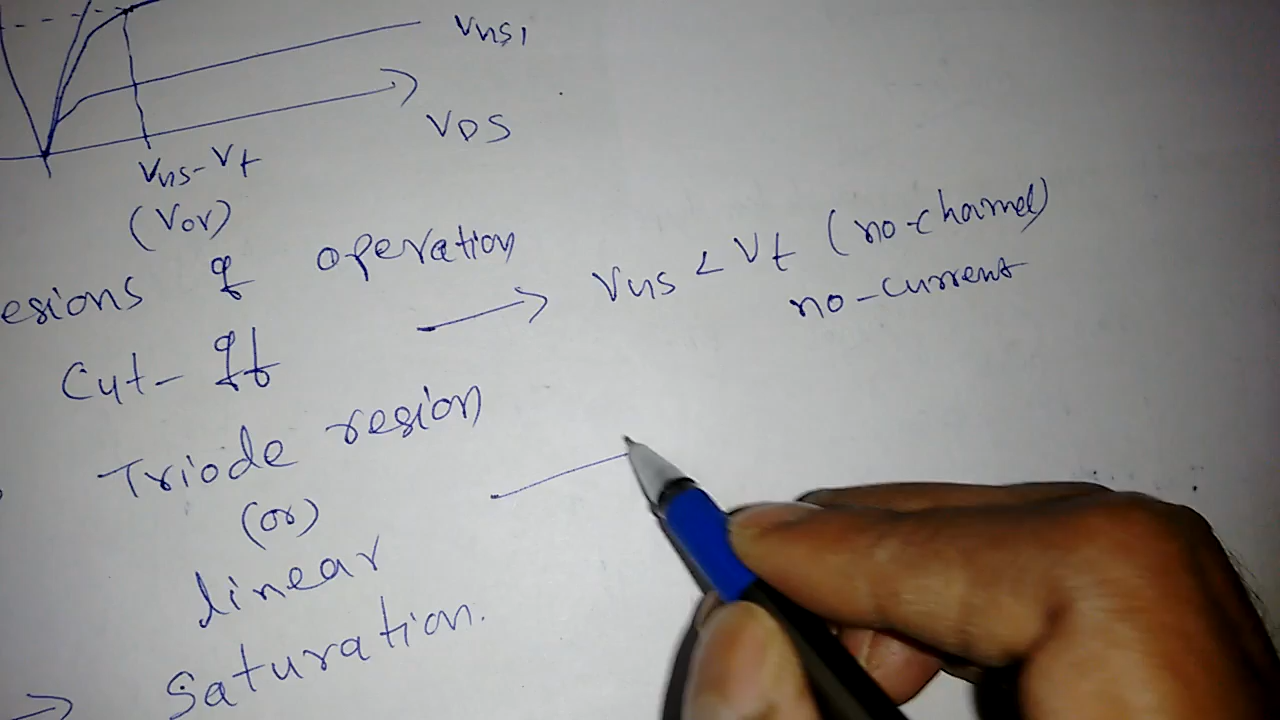 VGS1
VDS
VGS-Vt
(Vov)
egions of operation
Cut-off → VGS < Vt (no-channel)
no-current
Triode region
(or)
linear
→ Saturation.